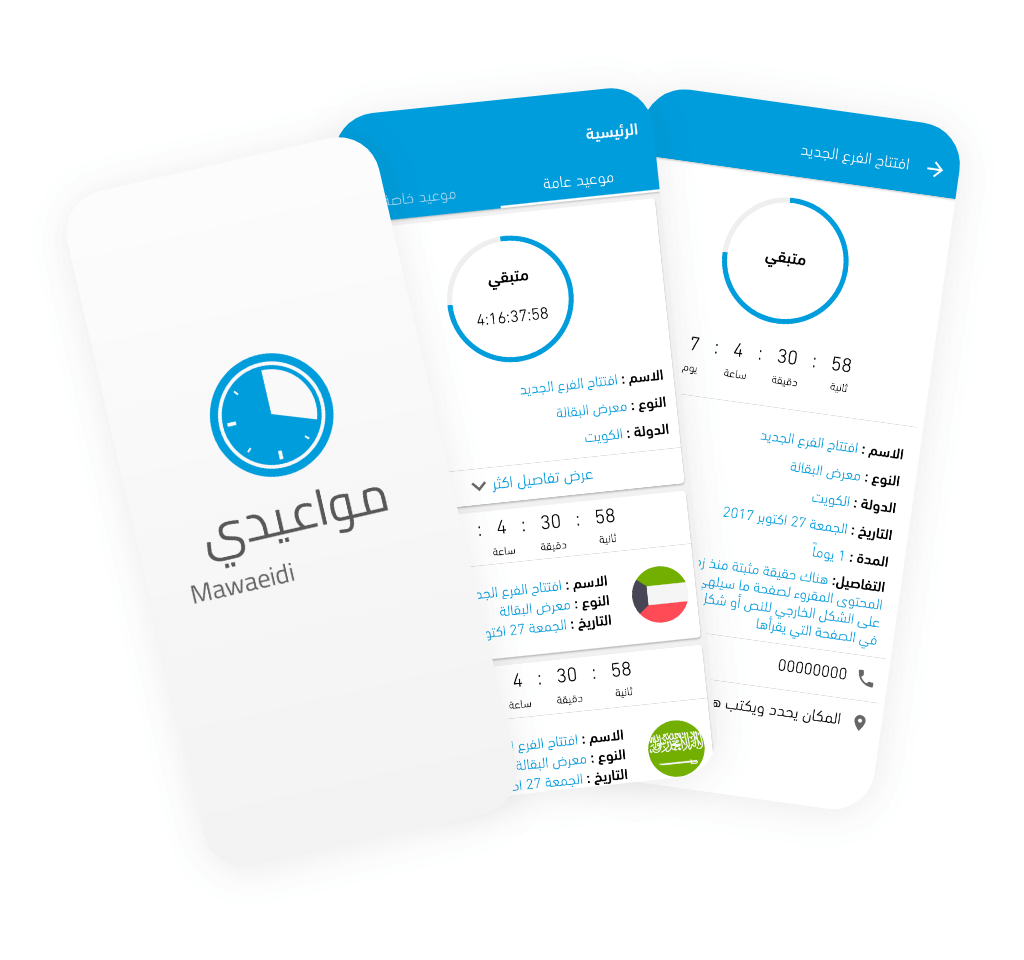 مواعيدي
Mawaeidi
الرئيسية
موعيد عامة
موعيد خاصة
متبقي
4:16:37:58
الاسم : افتتاح الفرع الجديد
النوع : معرض البقالة
الدولة : الكويت
عرض تفاصيل اكثر
58 : 30 : 4 :
ثانية دقيقة ساعة
الاسم : افتتاح الفرع الجد
النوع : معرض البقالة
التاريخ : الجمعة 27 اكتو
58 : 30 : 4 :
ثانية دقيقة ساعة
الاسم : افتتاح الفرع
النوع : معرض البقالة
التاريخ : الجمعة 27
افتتاح الفرع الجديد
متبقي
58 : 30 : 4 : 7
ثانية دقيقة ساعة يوم
الاسم : افتتاح الفرع الجديد
النوع : معرض البقالة
الدولة : الكويت
التاريخ : الجمعة 27 اكتوبر 2017
المدة : 1 يوماً
التفاصيل: هناك حقيقة مثبتة منذ
المحتوى المقروء لصفحة ما سيلهي
على الشكل الخارجي للنص أو شكل
في الصفحة التي يقرأها
00000000
المكان يحدد ويكتب